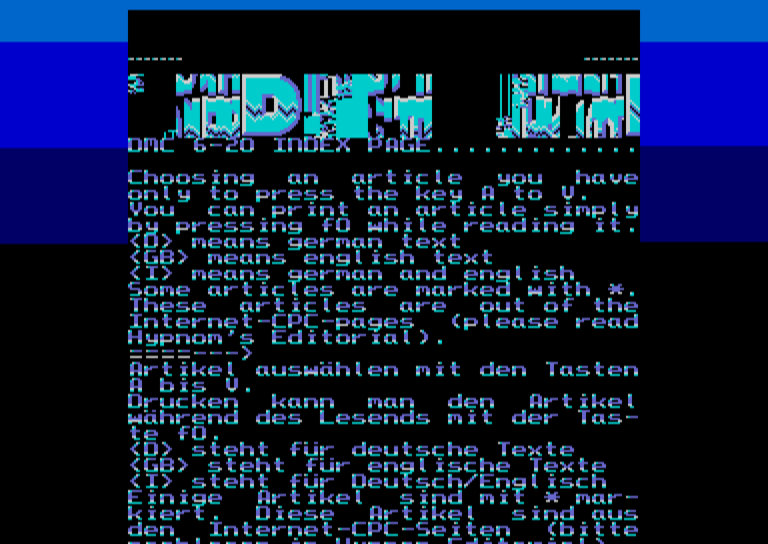 DMC 6-20 INDEX PAGE.............
Choosing an article you have
only to press the key A to V.
You can print an article simply
by pressing f0 while reading it.
<D> means german text
<GB> means english text
<I> means german and english
Some articles are marked with *.
These articles are out of the
Internet-CPC-pages (please read
Hypnom's Editorial).
=====--->
Artikel auswählen mit den Tasten
A bis V.
Drucken kann man den Artikel
während des Lesends mit der Tas-
te f0.
<D> steht für deutsche Texte
<GB> steht für englische Texte
<I> steht für Deutsch/Englisch
Einige Artikel sind mit * mar-
kiert. Diese Artikel sind aus
den Internet-CPC-Seiten (bitte